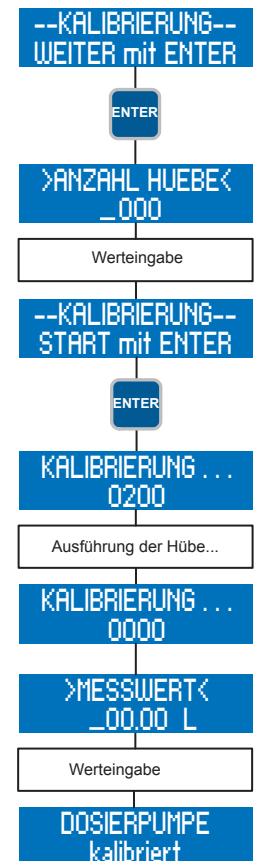 --KALIBRIERUNG--
WEITER mit ENTER
ENTER
>ANZAHL HUEBE<
_000
Werteingabe
--KALIBRIERUNG--
START mit ENTER
ENTER
KALIBRIERUNG...
0200
Ausführung der Hübe...
KALIBRIERUNG...
0000
>MESSWERT<
_00.00 L
Werteingabe
DOSIERPUMPE
kalibriert